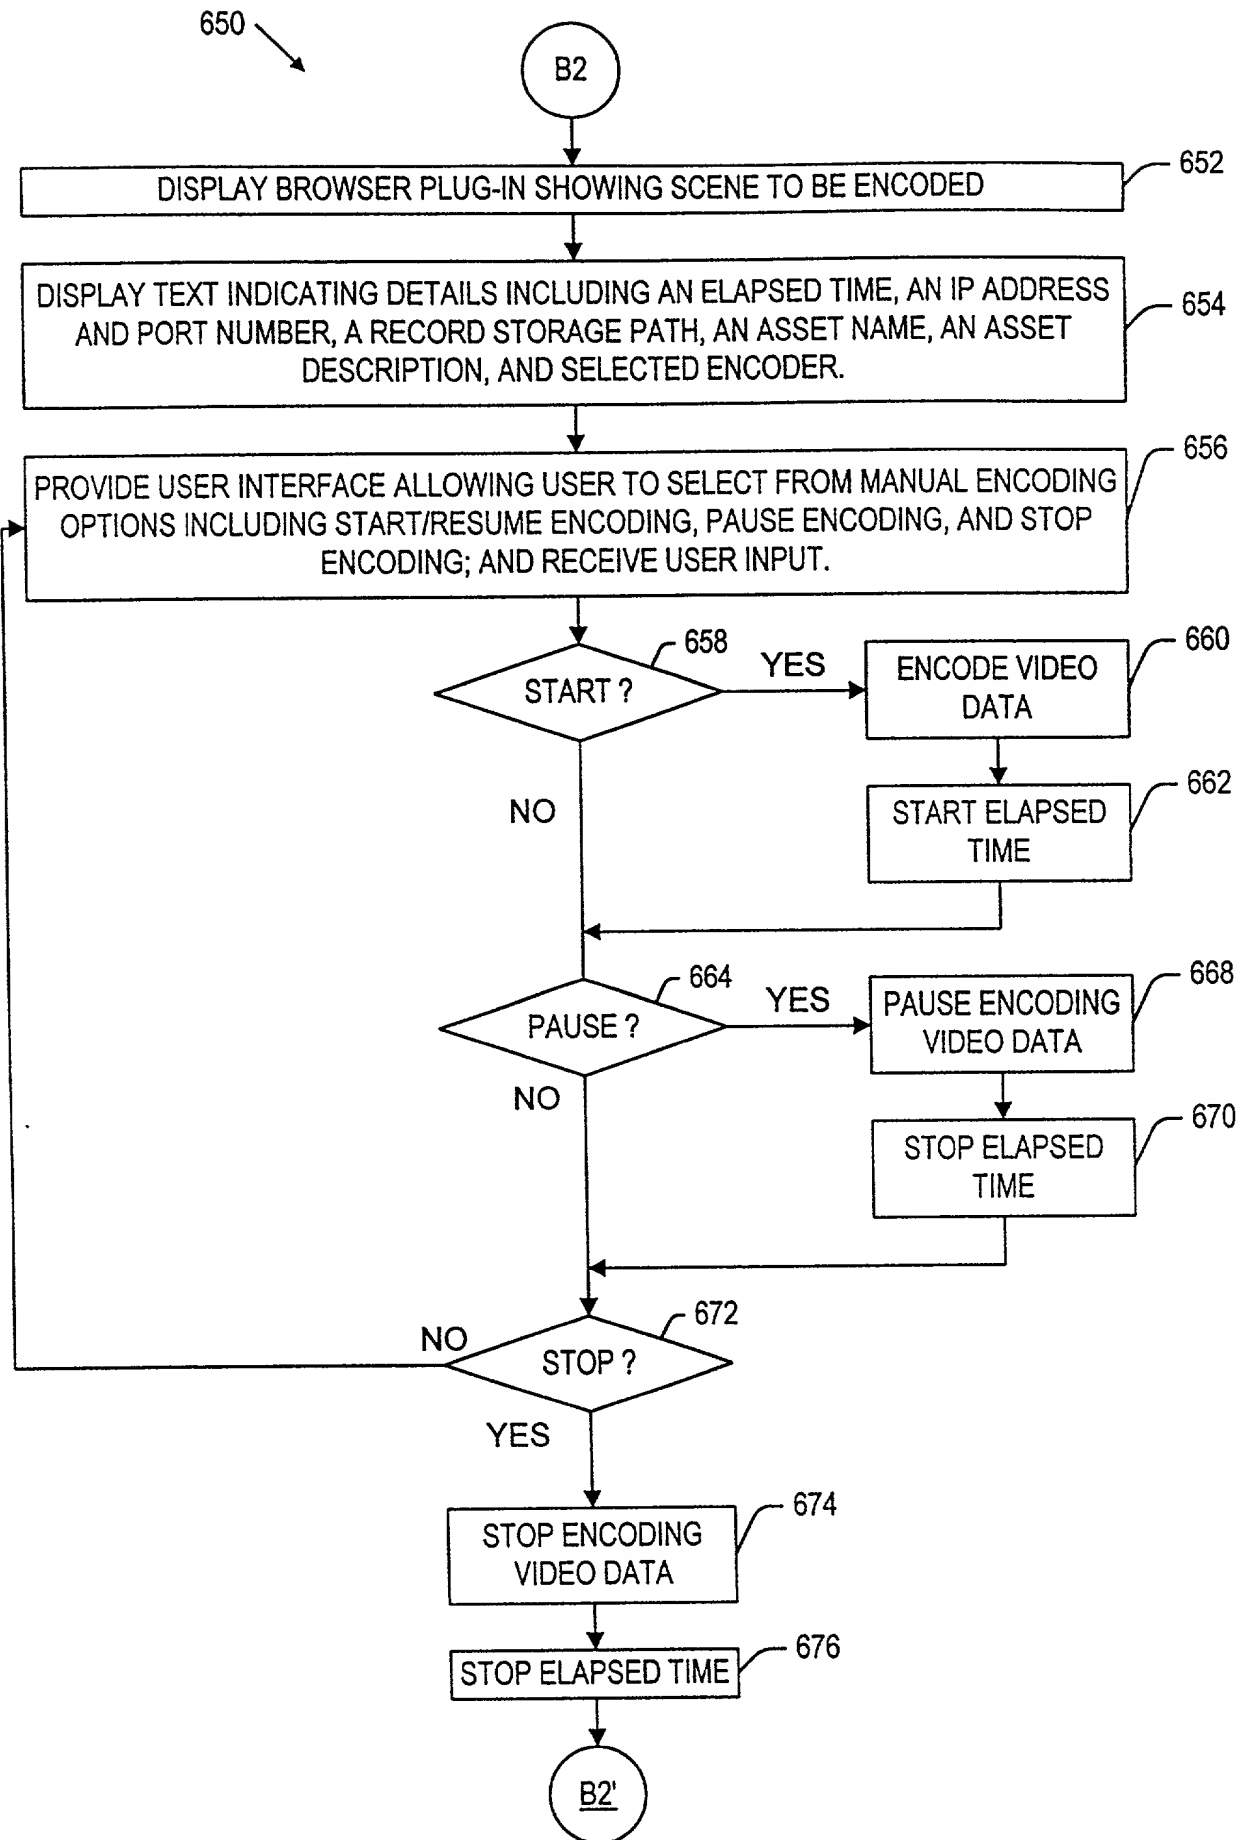 650
B2
652
DISPLAY BROWSER PLUG-IN SHOWING SCENE TO BE ENCODED
DISPLAY TEXT INDICATING DETAILS INCLUDING AN ELAPSED TIME, AN IP ADDRESS
AND PORT NUMBER, A RECORD STORAGE PATH, AN ASSET NAME, AN ASSET
DESCRIPTION, AND SELECTED ENCODER.
654
656
PROVIDE USER INTERFACE ALLOWING USER TO SELECT FROM MANUAL ENCODING
OPTIONS INCLUDING START/RESUME ENCODING, PAUSE ENCODING, AND STOP
ENCODING; AND RECEIVE USER INPUT.
658
START ?
YES
660
ENCODE VIDEO
DATA
NO
662
START ELAPSED
TIME
664
PAUSE ?
YES
668
PAUSE ENCODING
VIDEO DATA
NO
670
STOP ELAPSED
TIME
672
NO
STOP ?
YES
674
STOP ENCODING
VIDEO DATA
676
STOP ELAPSED TIME
B2'